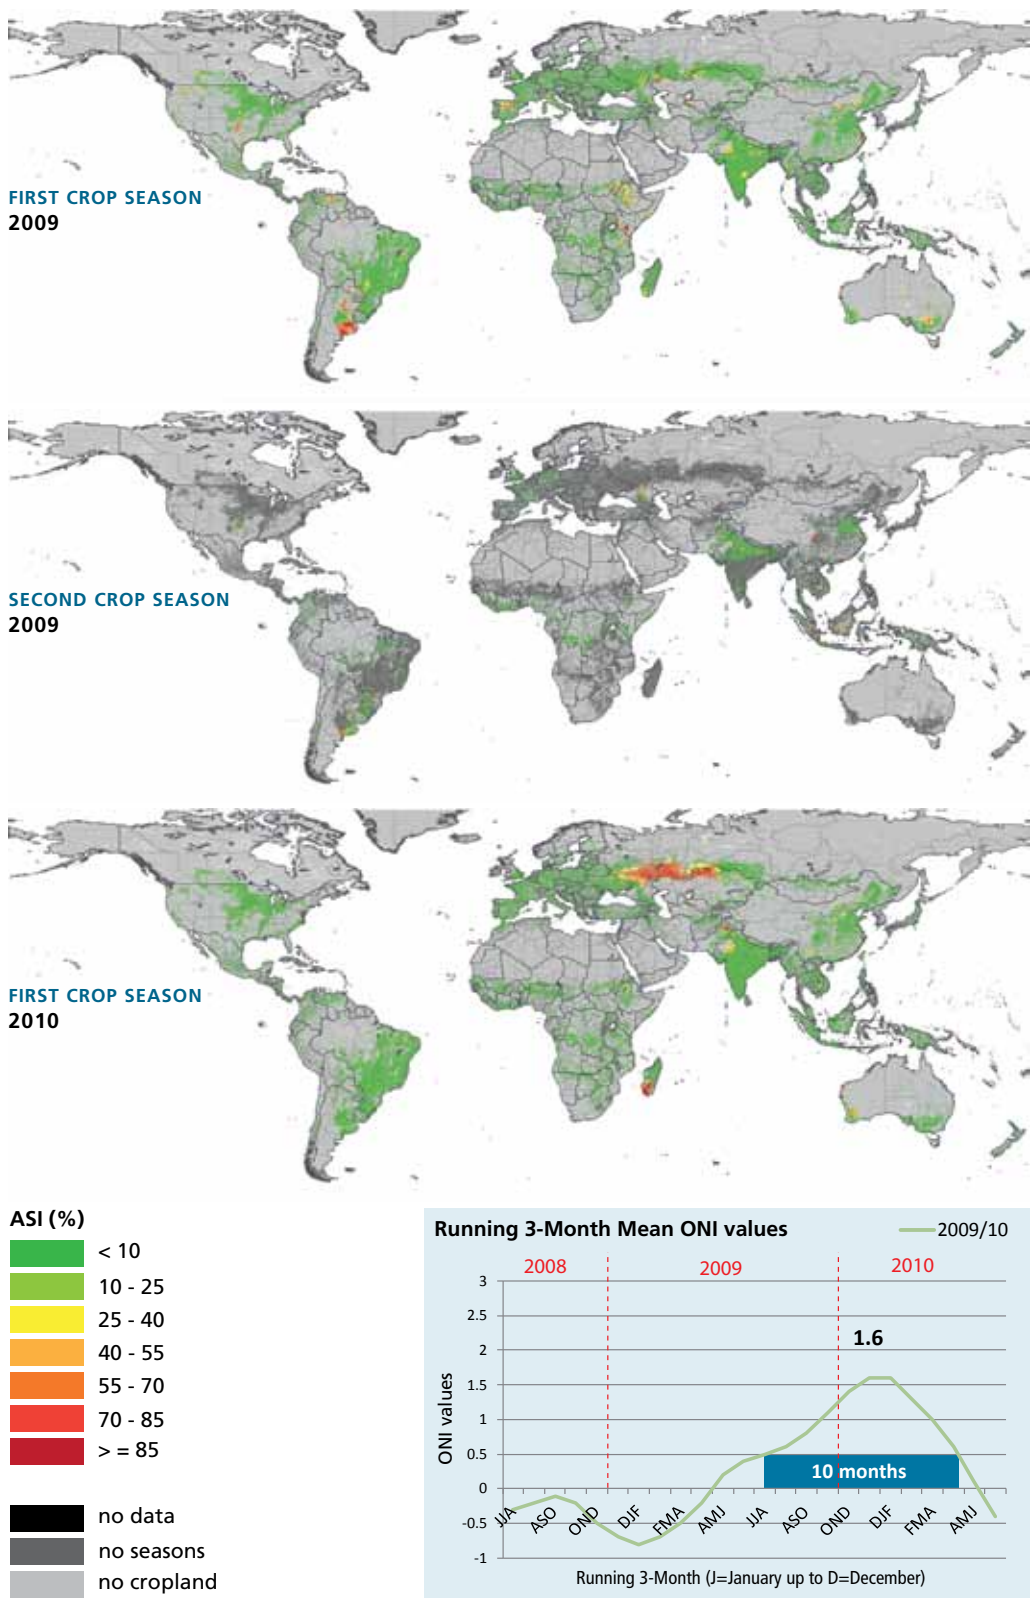 FIRST CROP SEASON
2009
SECOND CROP SEASON
2009
FIRST CROP SEASON
2010
ASI (%)
< 10
10 - 25
25 - 40
40 - 55
55 - 70
70 - 85
> = 85
no data
no seasons
no cropland
Running 3-Month Mean ONI values
2009/10
2008
2009
2010
3
2.5
2
1.5
1
0.5
0
-0.5
-1
ONI values
1.6
10 months
JJA
ASO
OND
DJF
FMA
AMJ
JJA
ASO
OND
DJF
FMA
AMJ
Running 3-Month (J=January up to D=December)